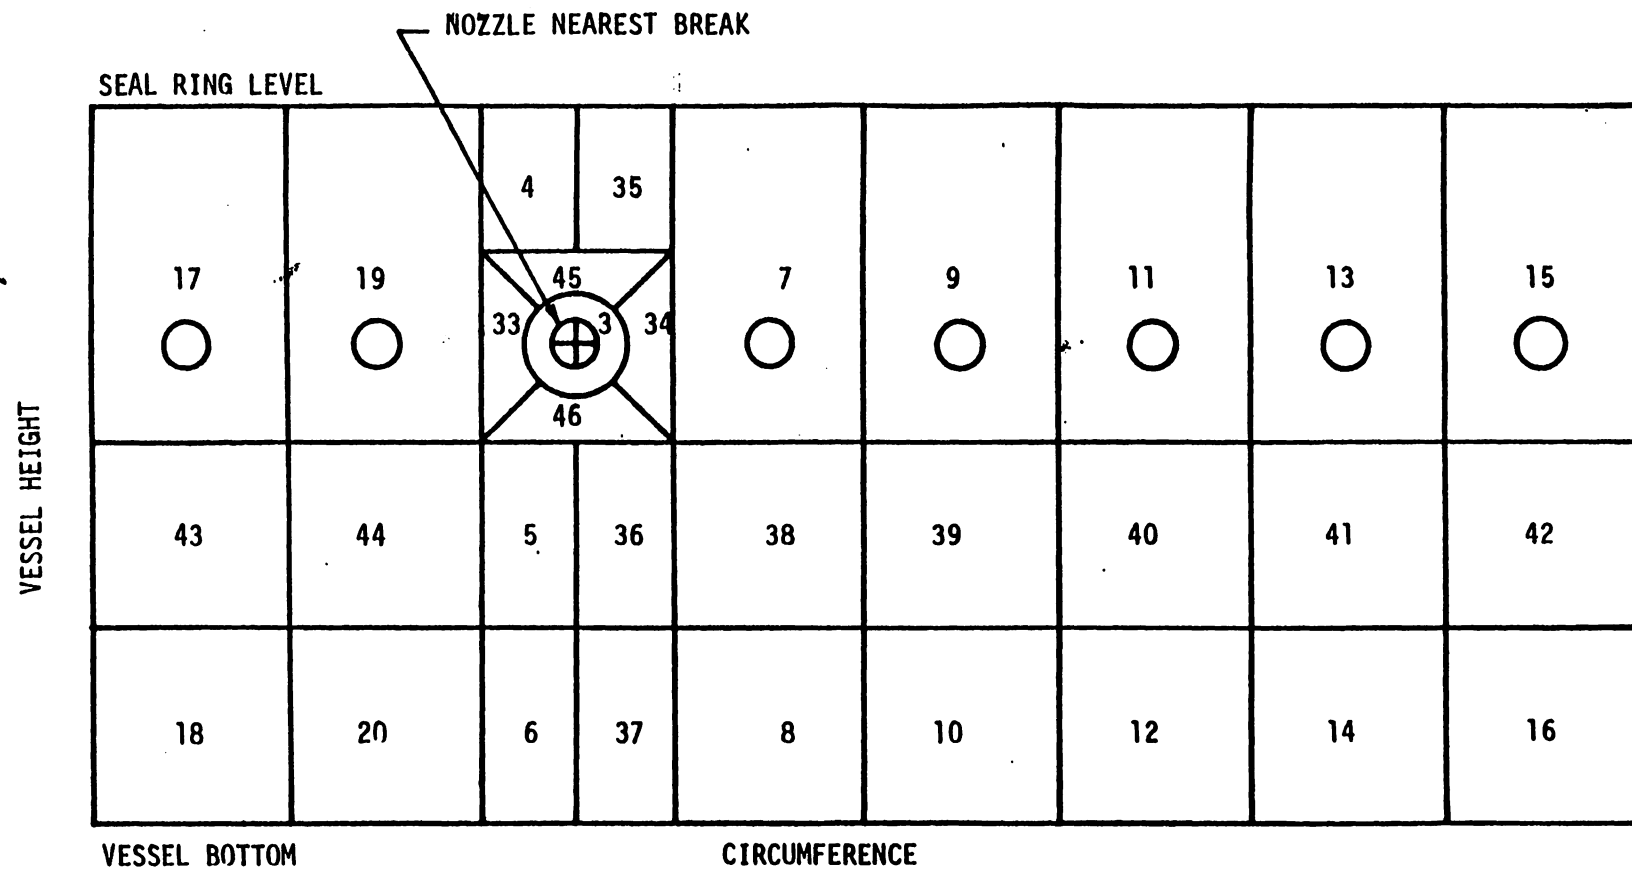 NOZZLE NEAREST BREAK
SEAL RING LEVEL
4 35
17 19 45 7 9 11 13 15
33 3 34
46
VESSEL HEIGHT
43 44 5 36 38 39 40 41 42
18 20 6 37 8 10 12 14 16
VESSEL BOTTOM CIRCUMFERENCE